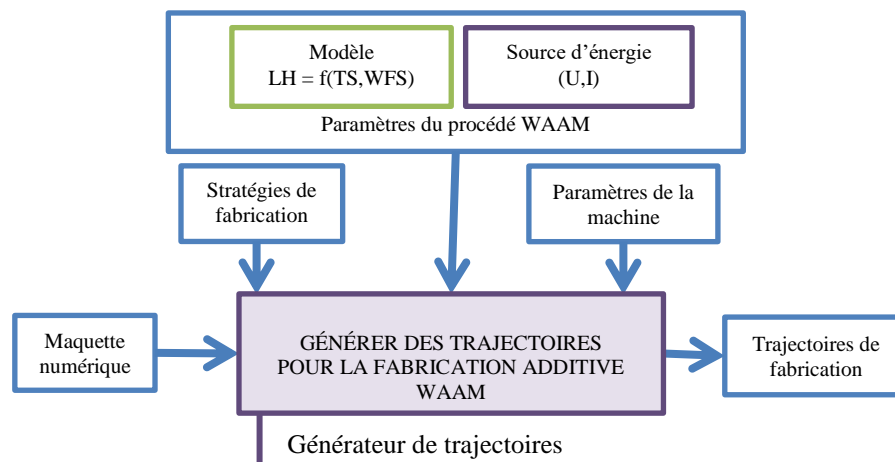 Modèle
LH = f(TS,WFS)
Source d’énergie
(U,I)
Paramètres du procédé WAAM
Stratégies de
fabrication
Paramètres de la
machine
Maquette
numérique
GÉNÉRER DES TRAJECTOIRES
POUR LA FABRICATION ADDITIVE
WAAM
Trajectoires de
fabrication
Générateur de trajectoires